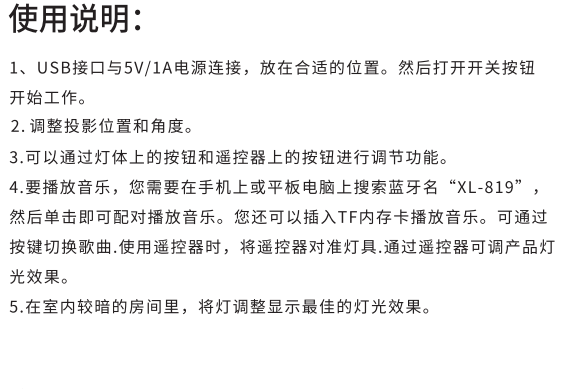 使用说明：
1、USB接口与5V/1A电源连接，放在合适的位置。然后打开开关按钮
开始工作。
2. 调整投影位置和角度。
3.可以通过灯体上的按钮和遥控器上的按钮进行调节功能。
4.要播放音乐，您需要在手机上或平板电脑上搜索蓝牙名“XL-819”，
然后单击即可配对播放音乐。您还可以插入TF内存卡播放音乐。可通过
按键切换歌曲.使用遥控器时，将遥控器对准灯具.通过遥控器可调产品灯
光效果。
5.在室内较暗的房间里，将灯调整显示最佳的灯光效果。